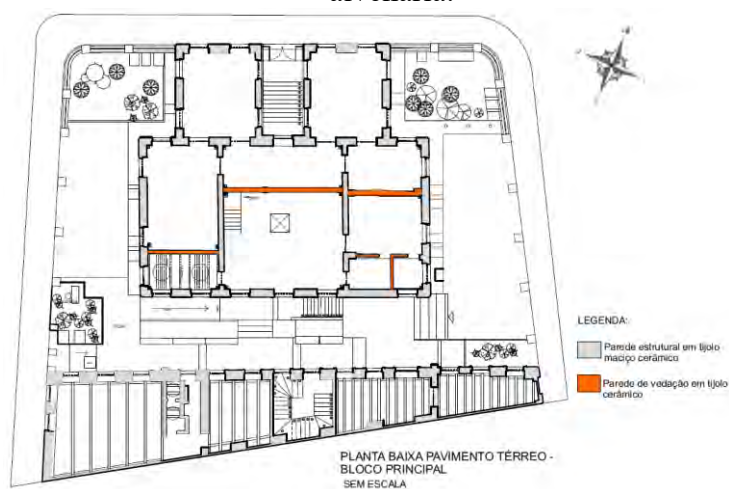 LEGENDA:
Parede estrutural em tijolo
maciço cerâmico
Parede de vedação em tijolo
cerâmico
PLANTA BAIXA PAVIMENTO TÉRREO -
BLOCO PRINCIPAL
SEM ESCALA